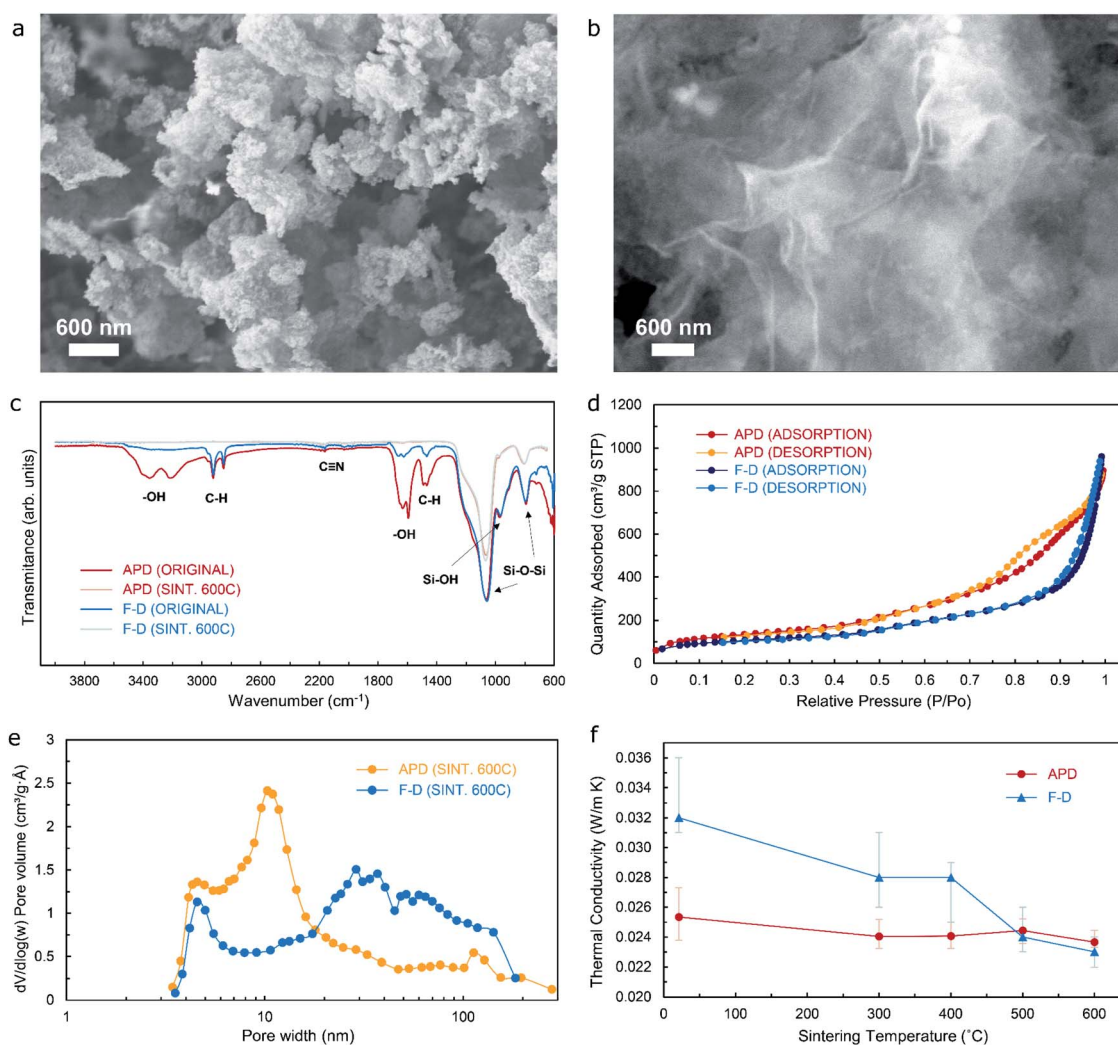 a
600 nm
b
600 nm
c
Transmitance (arb. units)
-OH
C-H
C≡N
-OH
C-H
Si-OH
Si-O-Si
APD (ORIGINAL)
APD (SINT. 600C)
F-D (ORIGINAL)
F-D (SINT. 600C)
3800 3400 3000 2600 2200 1800 1400 1000 600
Wavenumber (cm⁻¹)
d
Quantity Adsorbed (cm³/g STP)
1200
1000
800
600
400
200
0
APD (ADSORPTION)
APD (DESORPTION)
F-D (ADSORPTION)
F-D (DESORPTION)
0 0.1 0.2 0.3 0.4 0.5 0.6 0.7 0.8 0.9 1
Relative Pressure (P/Po)
e
dV/dlog(w) Pore volume (cm³/g·Å)
3
2.5
2
1.5
1
0.5
0
APD (SINT. 600C)
F-D (SINT. 600C)
1 10 100
Pore width (nm)
f
Thermal Conductivity (W/m K)
0.036
0.034
0.032
0.030
0.028
0.026
0.024
0.022
0.020
APD
F-D
0 100 200 300 400 500 600
Sintering Temperature (˚C)